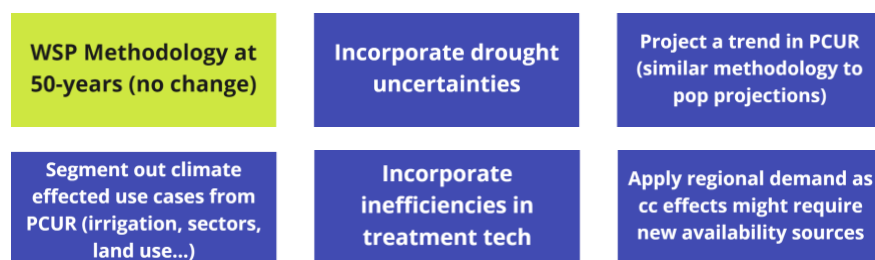 WSP Methodology at
50-years (no change)
Incorporate drought
uncertainties
Project a trend in PCUR
(similar methodology to
pop projections)
Segment out climate
effected use cases from
PCUR (irrigation, sectors,
land use...)
Incorporate
inefficiencies in
treatment tech
Apply regional demand as
cc effects might require
new availability sources